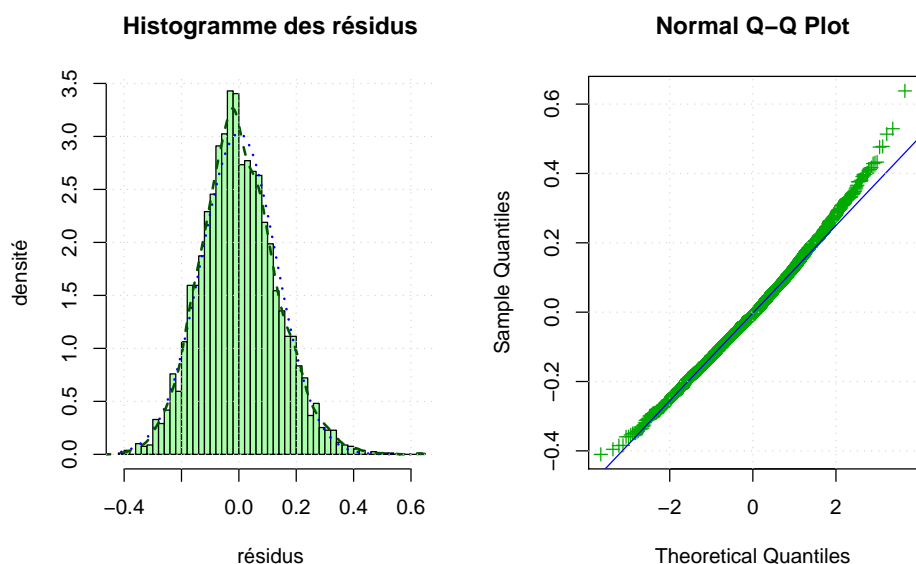 Histogramme des résidus
densité
3.5
3.0
2.5
2.0
1.5
1.0
0.5
0.0
−0.4 0.0 0.2 0.4 0.6
résidus
Normal Q−Q Plot
Sample Quantiles
0.6
0.4
0.2
0.0
−0.2
−0.4
−2 0 2
Theoretical Quantiles